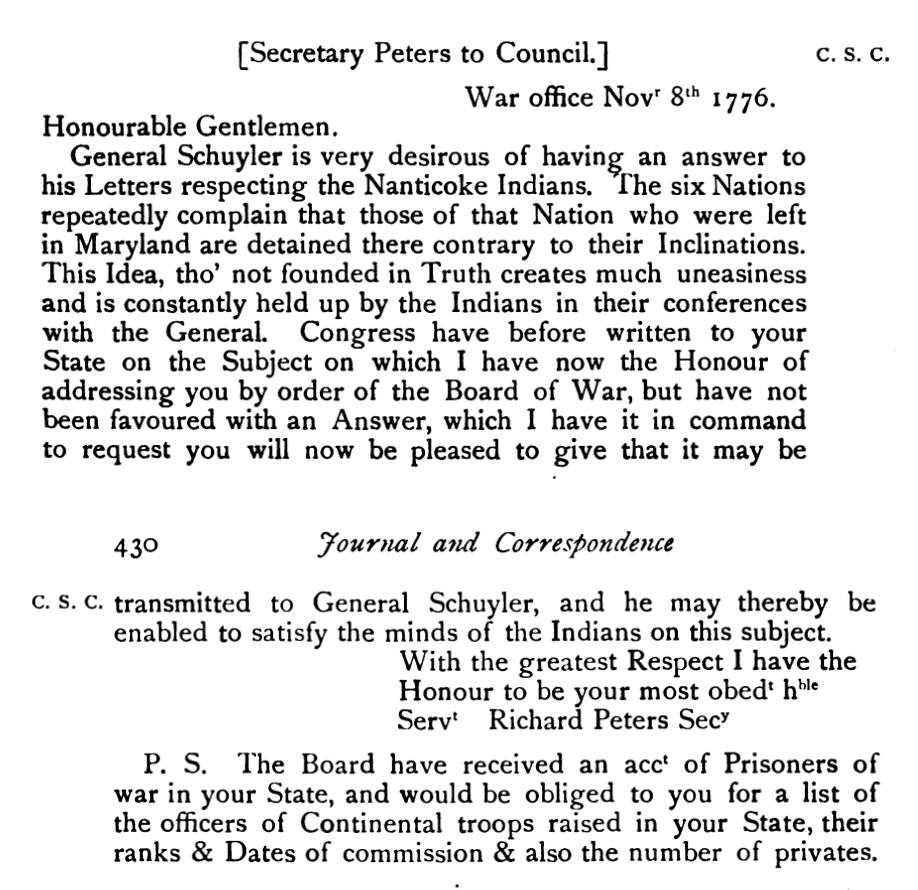 [Secretary Peters to Council.] C. S. C.
War office Novʳ 8ᵗʰ 1776.
Honourable Gentlemen.
General Schuyler is very desirous of having an answer to
his Letters respecting the Nanticoke Indians. The six Nations
repeatedly complain that those of that Nation who were left
in Maryland are detained there contrary to their Inclinations.
This Idea, tho' not founded in Truth creates much uneasiness
and is constantly held up by the Indians in their conferences
with the General. Congress have before written to your
State on the Subject on which I have now the Honour of
addressing you by order of the Board of War, but have not
been favoured with an Answer, which I have it in command
to request you will now be pleased to give that it may be
430 Journal and Correspondence
C. S. C. transmitted to General Schuyler, and he may thereby be
enabled to satisfy the minds of the Indians on this subject.
With the greatest Respect I have the
Honour to be your most obedᵗ hᵇˡᵉ
Servᵗ Richard Peters Secʸ
P. S. The Board have received an accᵗ of Prisoners of
war in your State, and would be obliged to you for a list of
the officers of Continental troops raised in your State, their
ranks & Dates of commission & also the number of privates.